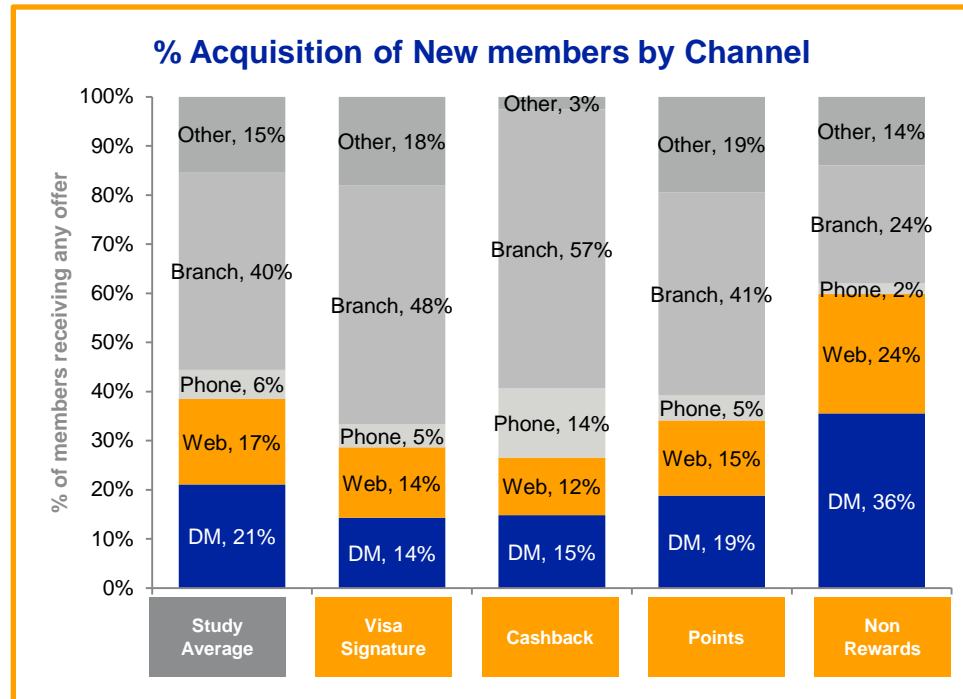 % Acquisition of New members by Channel
% of members receiving any offer
100%
90%
80%
70%
60%
50%
40%
30%
20%
10%
0%
Other, 15%
Branch, 40%
Phone, 6%
Web, 17%
DM, 21%
Other, 18%
Branch, 48%
Phone, 5%
Web, 14%
DM, 14%
Other, 3%
Branch, 57%
Phone, 14%
Web, 12%
DM, 15%
Other, 19%
Branch, 41%
Phone, 5%
Web, 15%
DM, 19%
Other, 14%
Branch, 24%
Phone, 2%
Web, 24%
DM, 36%
Study
Average
Visa
Signature
Cashback
Points
Non
Rewards